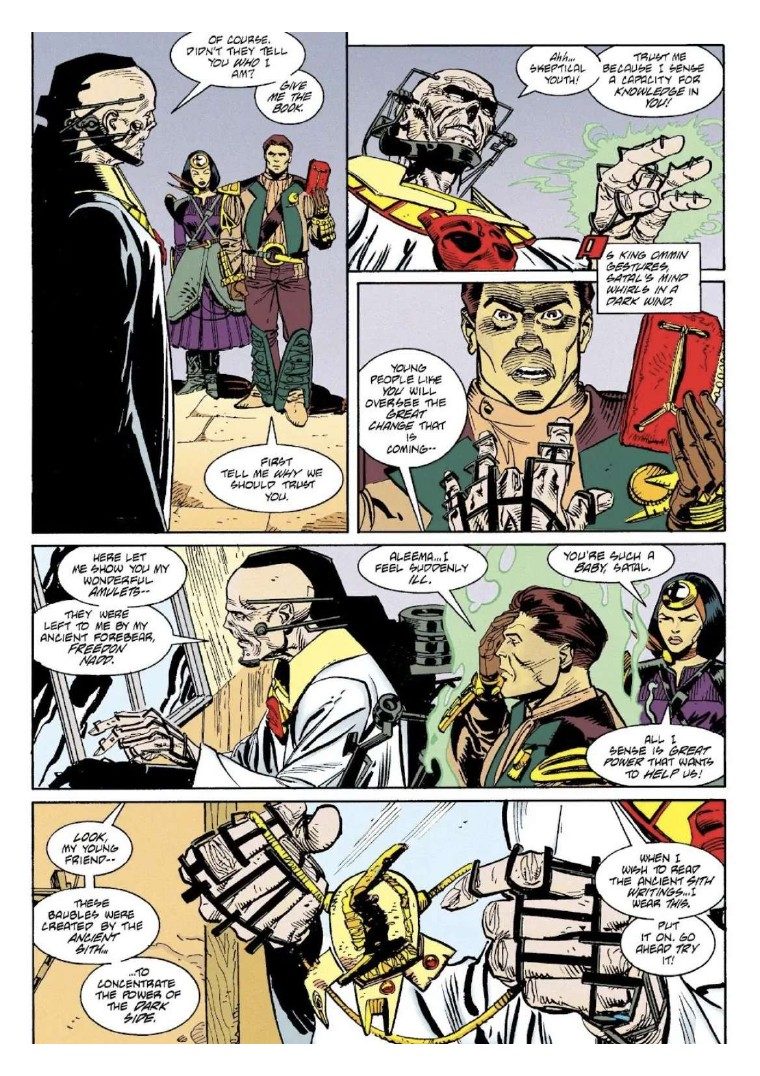 OF COURSE.
DIDN'T THEY TELL
YOU WHO I
AM?
GIVE
ME THE
BOOK.
FIRST
TELL ME WHY WE
SHOULD TRUST
YOU.
Ahh...
SKEPTICAL
YOUTH!
TRUST ME
BECAUSE I SENSE
A CAPACITY FOR
KNOWLEDGE IN
YOU!
S KING OMMIN
GESTURES,
SATAL'S MIND
WHIRLS IN A
DARK WIND.
YOUNG
PEOPLE LIKE
YOU WILL
OVERSEE THE
GREAT
CHANGE THAT
IS
COMING--
HERE LET
ME SHOW YOU MY
WONDERFUL
AMULETS--
THEY WERE
LEFT TO ME BY MY
ANCIENT FOREBEAR,
FREEDON
NADD.
ALEEMA...I
FEEL SUDDENLY
ILL.
YOU'RE SUCH A
BABY, SATAL.
ALL I
SENSE IS GREAT
POWER THAT WANTS
TO HELP US!
LOOK,
MY YOUNG
FRIEND--
THESE
BAUBLES WERE
CREATED BY THE
ANCIENT
SITH...
...TO
CONCENTRATE
THE POWER OF
THE DARK
SIDE.
WHEN I
WISH TO READ
THE ANCIENT SITH
WRITINGS...I
WEAR THIS.
PUT
IT ON. GO
AHEAD TRY
IT!